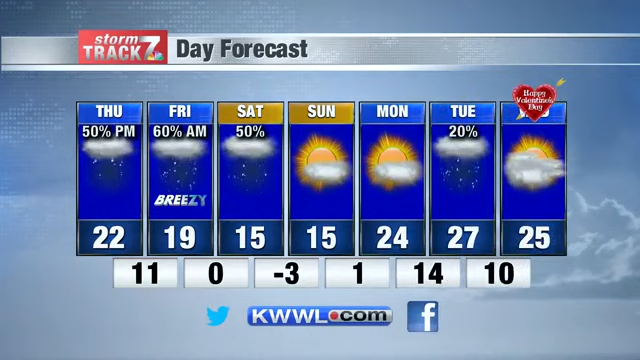 storm
TRACK 7 Day Forecast
Happy
Valentine's
Day
THU FRI SAT SUN MON TUE
50% PM 60% AM 50% 20%
BREEZY
22 19 15 15 24 27 25
11 0 -3 1 14 10
KWWL.com f